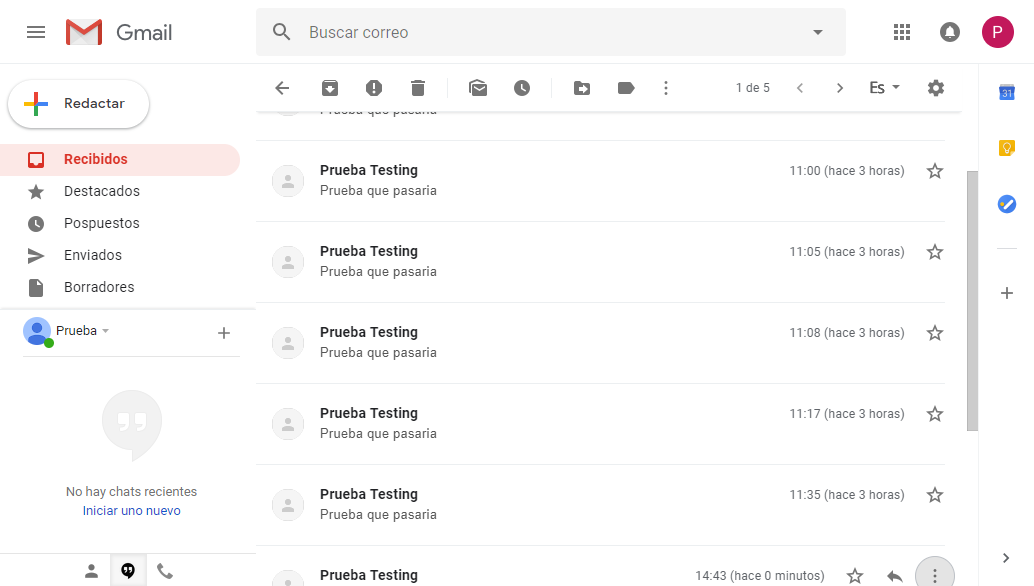 Gmail
Buscar correo
P
Redactar
1 de 5
Es
31
Recibidos
Destacados
Pospuestos
Enviados
Borradores
Prueba
No hay chats recientes
Iniciar uno nuevo
Prueba que pasaria
Prueba Testing 11:00 (hace 3 horas)
Prueba que pasaria
Prueba Testing 11:05 (hace 3 horas)
Prueba que pasaria
Prueba Testing 11:08 (hace 3 horas)
Prueba que pasaria
Prueba Testing 11:17 (hace 3 horas)
Prueba que pasaria
Prueba Testing 11:35 (hace 3 horas)
Prueba que pasaria
Prueba Testing 14:43 (hace 0 minutos)